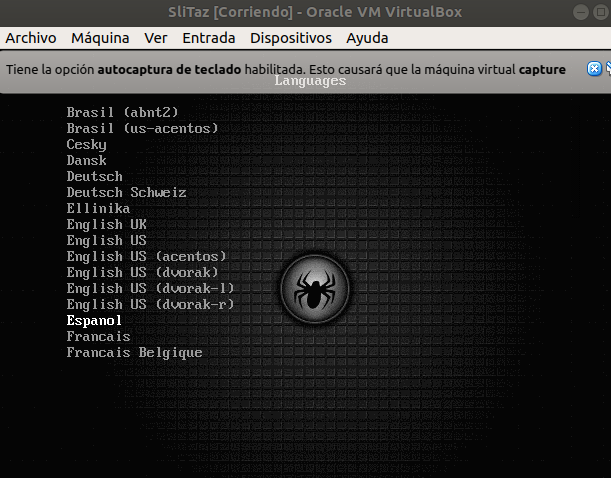 SliTaz [Corriendo] - Oracle VM VirtualBox
Archivo Máquina Ver Entrada Dispositivos Ayuda
Tiene la opción autocaptura de teclado habilitada. Esto causará que la máquina virtual capture
Languages
Brasil (abnt2)
Brasil (us-acentos)
Cesky
Dansk
Deutsch
Deutsch Schweiz
Ellinika
English UK
English US
English US (acentos)
English US (dvorak)
English US (dvorak-l)
English US (dvorak-r)
Espanol
Francais
Francais Belgique